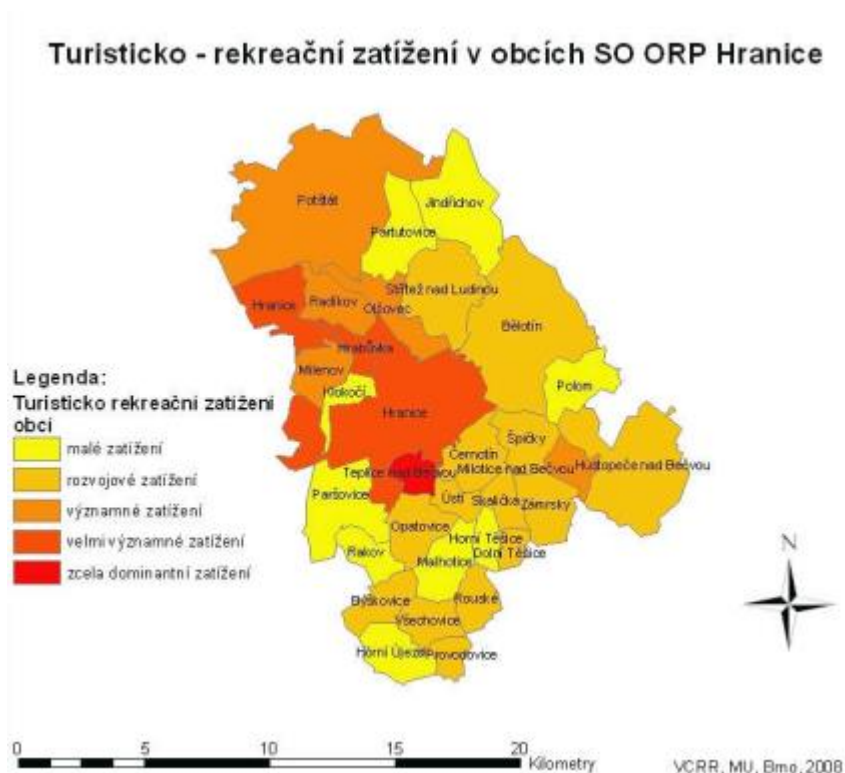 Turisticko - rekreační zatížení v obcích SO ORP Hranice
Potštát
Jindřichov
Partutovice
Střítež nad Ludinou
Hranice
Radíkov
Olšovec
Bělotín
Hrabůvka
Milenov
Klokočí
Polom
Hranice
Špičky
Černotín
Hustopeče nad Bečvou
Teplice nad Bečvou
Milotice nad Bečvou
Paršovice
Ústí
Skalička
Zámrsky
Opatovice
Horní Těšice
Rakov
Malhotice
Dolní Těšice
Býškovice
Rouské
Všechovice
Horní Újezd
Provodovice
Legenda:
Turisticko rekreační zatížení
obcí
malé zatížení
rozvojové zatížení
významné zatížení
velmi významné zatížení
zcela dominantní zatížení
N
0 5 10 15 20
Kilometry
VCRR, MU, Brno, 2008